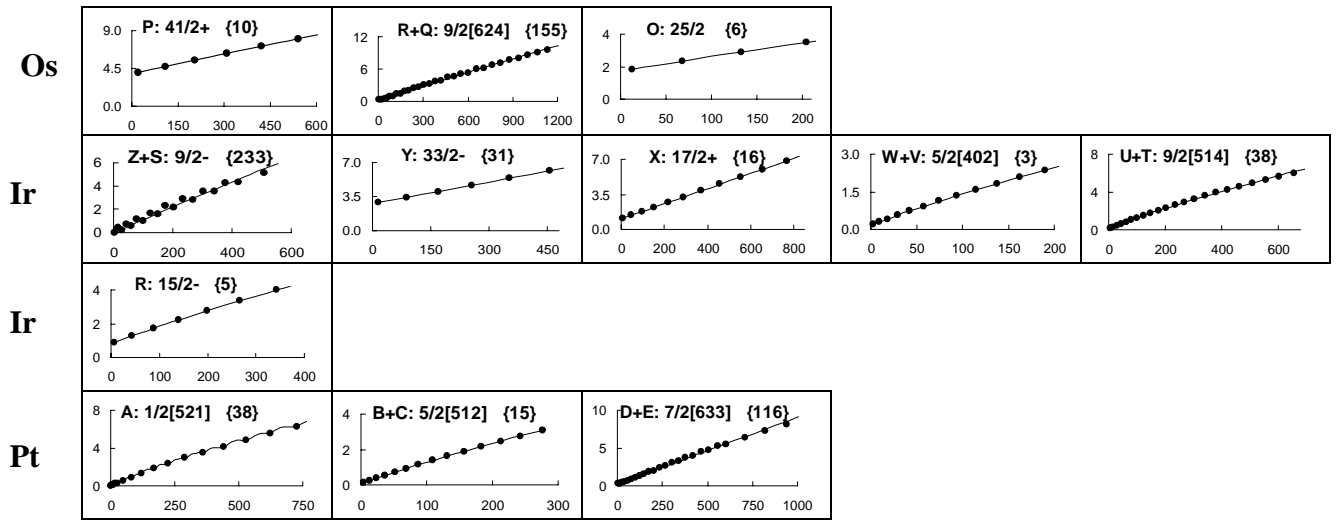 Os
P: 41/2+ {10}
9.0
4.5
0.0
0 150 300 450 600
R+Q: 9/2[624] {155}
12
6
0
0 300 600 900 1200
O: 25/2 {6}
4
2
0
0 50 100 150 200
Ir
Z+S: 9/2- {233}
6
4
2
0
0 200 400 600
Y: 33/2- {31}
7.0
3.5
0.0
0 150 300 450
X: 17/2+ {16}
7.0
3.5
0.0
0 200 400 600 800
W+V: 5/2[402] {3}
3.0
1.5
0.0
0 50 100 150 200
U+T: 9/2[514] {38}
8
4
0
0 200 400 600
Ir
R: 15/2- {5}
4
2
0
0 100 200 300 400
Pt
A: 1/2[521] {38}
8
4
0
0 250 500 750
B+C: 5/2[512] {15}
4
2
0
0 100 200 300
D+E: 7/2[633] {116}
10
5
0
0 250 500 750 1000